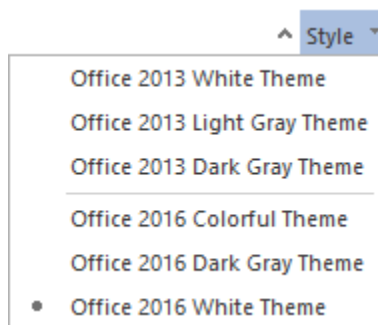 Style
Office 2013 White Theme
Office 2013 Light Gray Theme
Office 2013 Dark Gray Theme
Office 2016 Colorful Theme
Office 2016 Dark Gray Theme
Office 2016 White Theme